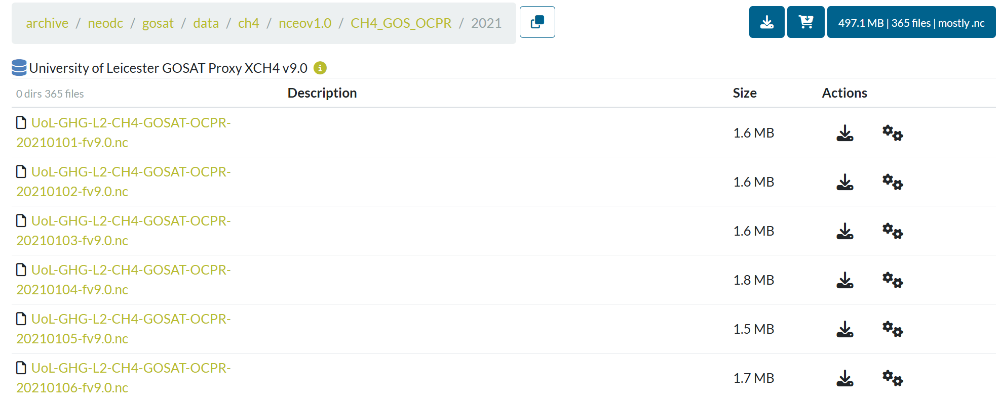 archive / neodc / gosat / data / ch4 / nceov1.0 / CH4_GOS_OCPR / 2021
497.1 MB | 365 files | mostly .nc
University of Leicester GOSAT Proxy XCH4 v9.0
0 dirs 365 files Description Size Actions
UoL-GHG-L2-CH4-GOSAT-OCPR-
20210101-fv9.0.nc
1.6 MB
UoL-GHG-L2-CH4-GOSAT-OCPR-
20210102-fv9.0.nc
1.6 MB
UoL-GHG-L2-CH4-GOSAT-OCPR-
20210103-fv9.0.nc
1.6 MB
UoL-GHG-L2-CH4-GOSAT-OCPR-
20210104-fv9.0.nc
1.8 MB
UoL-GHG-L2-CH4-GOSAT-OCPR-
20210105-fv9.0.nc
1.5 MB
UoL-GHG-L2-CH4-GOSAT-OCPR-
20210106-fv9.0.nc
1.7 MB